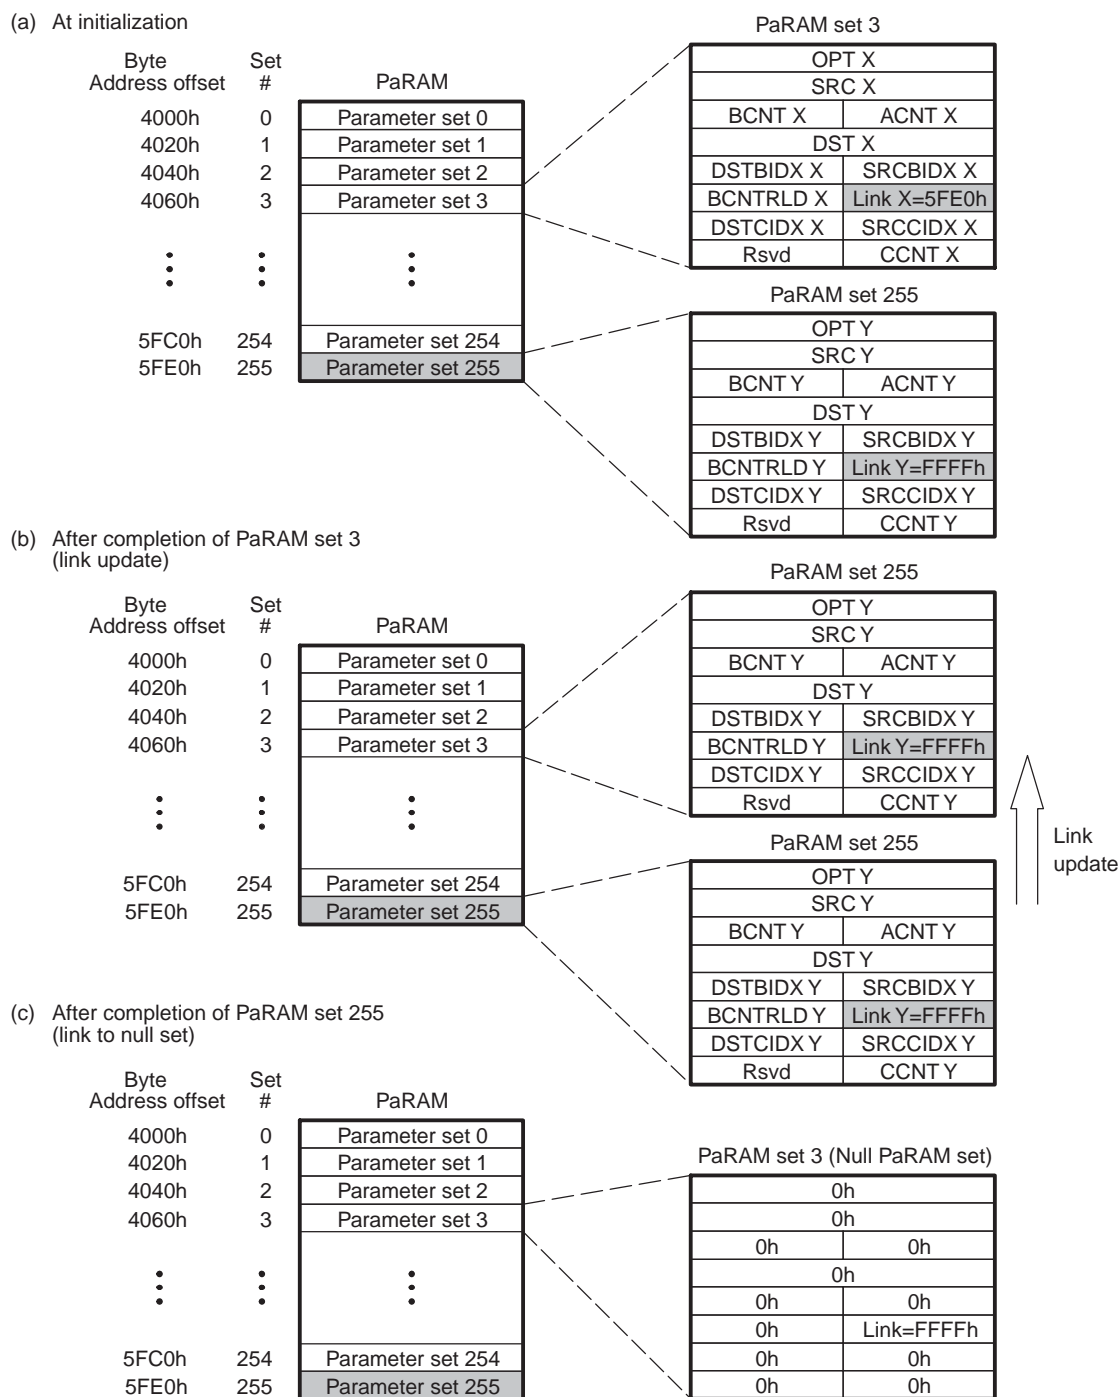 (a) At initialization
Byte Address offset
Set #
PaRAM
4000h 0 Parameter set 0
4020h 1 Parameter set 1
4040h 2 Parameter set 2
4060h 3 Parameter set 3
5FC0h 254 Parameter set 254
5FE0h 255 Parameter set 255
PaRAM set 3
OPT X
SRC X
BCNT X ACNT X
DST X
DSTBIDX X SRCBIDX X
BCNTRLD X Link X=5FE0h
DSTCIDX X SRCCIDX X
Rsvd CCNT X
PaRAM set 255
OPT Y
SRC Y
BCNT Y ACNT Y
DST Y
DSTBIDX Y SRCBIDX Y
BCNTRLD Y Link Y=FFFFh
DSTCIDX Y SRCCIDX Y
Rsvd CCNT Y
(b) After completion of PaRAM set 3
(link update)
Byte Address offset
Set #
PaRAM
4000h 0 Parameter set 0
4020h 1 Parameter set 1
4040h 2 Parameter set 2
4060h 3 Parameter set 3
5FC0h 254 Parameter set 254
5FE0h 255 Parameter set 255
PaRAM set 255
OPT Y
SRC Y
BCNT Y ACNT Y
DST Y
DSTBIDX Y SRCBIDX Y
BCNTRLD Y Link Y=FFFFh
DSTCIDX Y SRCCIDX Y
Rsvd CCNT Y
PaRAM set 255
OPT Y
SRC Y
BCNT Y ACNT Y
DST Y
DSTBIDX Y SRCBIDX Y
BCNTRLD Y Link Y=FFFFh
DSTCIDX Y SRCCIDX Y
Rsvd CCNT Y
Link
update
(c) After completion of PaRAM set 255
(link to null set)
Byte Address offset
Set #
PaRAM
4000h 0 Parameter set 0
4020h 1 Parameter set 1
4040h 2 Parameter set 2
4060h 3 Parameter set 3
5FC0h 254 Parameter set 254
5FE0h 255 Parameter set 255
PaRAM set 3 (Null PaRAM set)
0h
0h
0h 0h
0h
0h 0h
0h Link=FFFFh
0h 0h
0h 0h